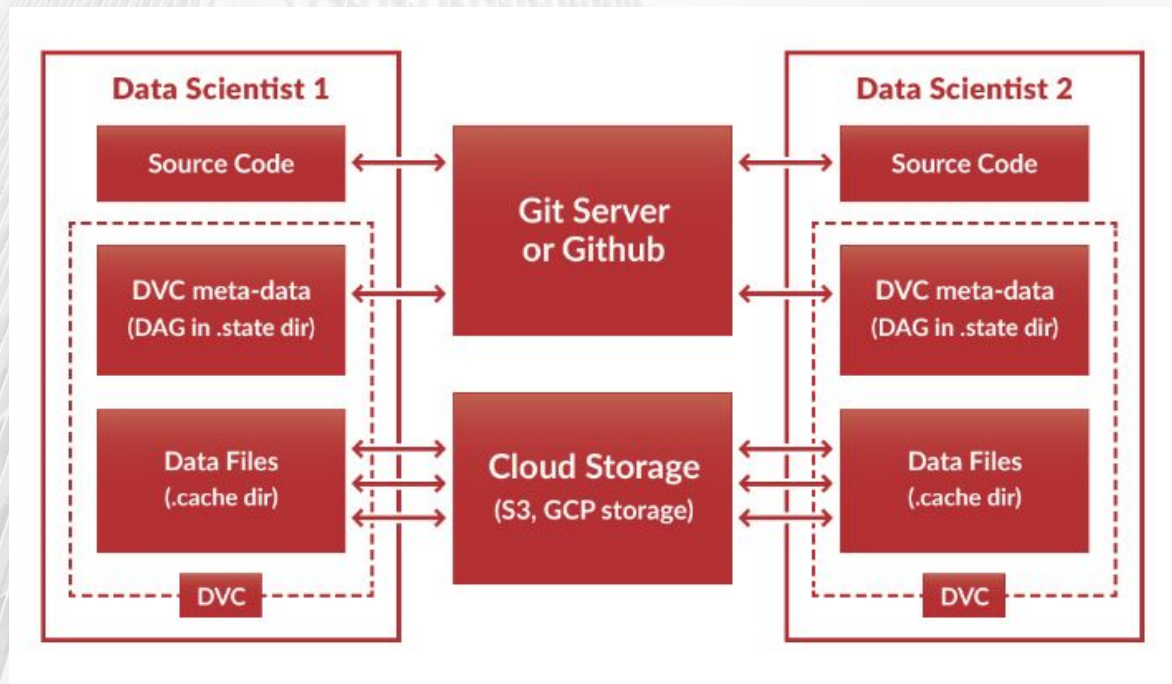 Data Scientist 1
Source Code
DVC meta-data
(DAG in .state dir)
Data Files
(.cache dir)
DVC
Git Server
or Github
Cloud Storage
(S3, GCP storage)
Data Scientist 2
Source Code
DVC meta-data
(DAG in .state dir)
Data Files
(.cache dir)
DVC